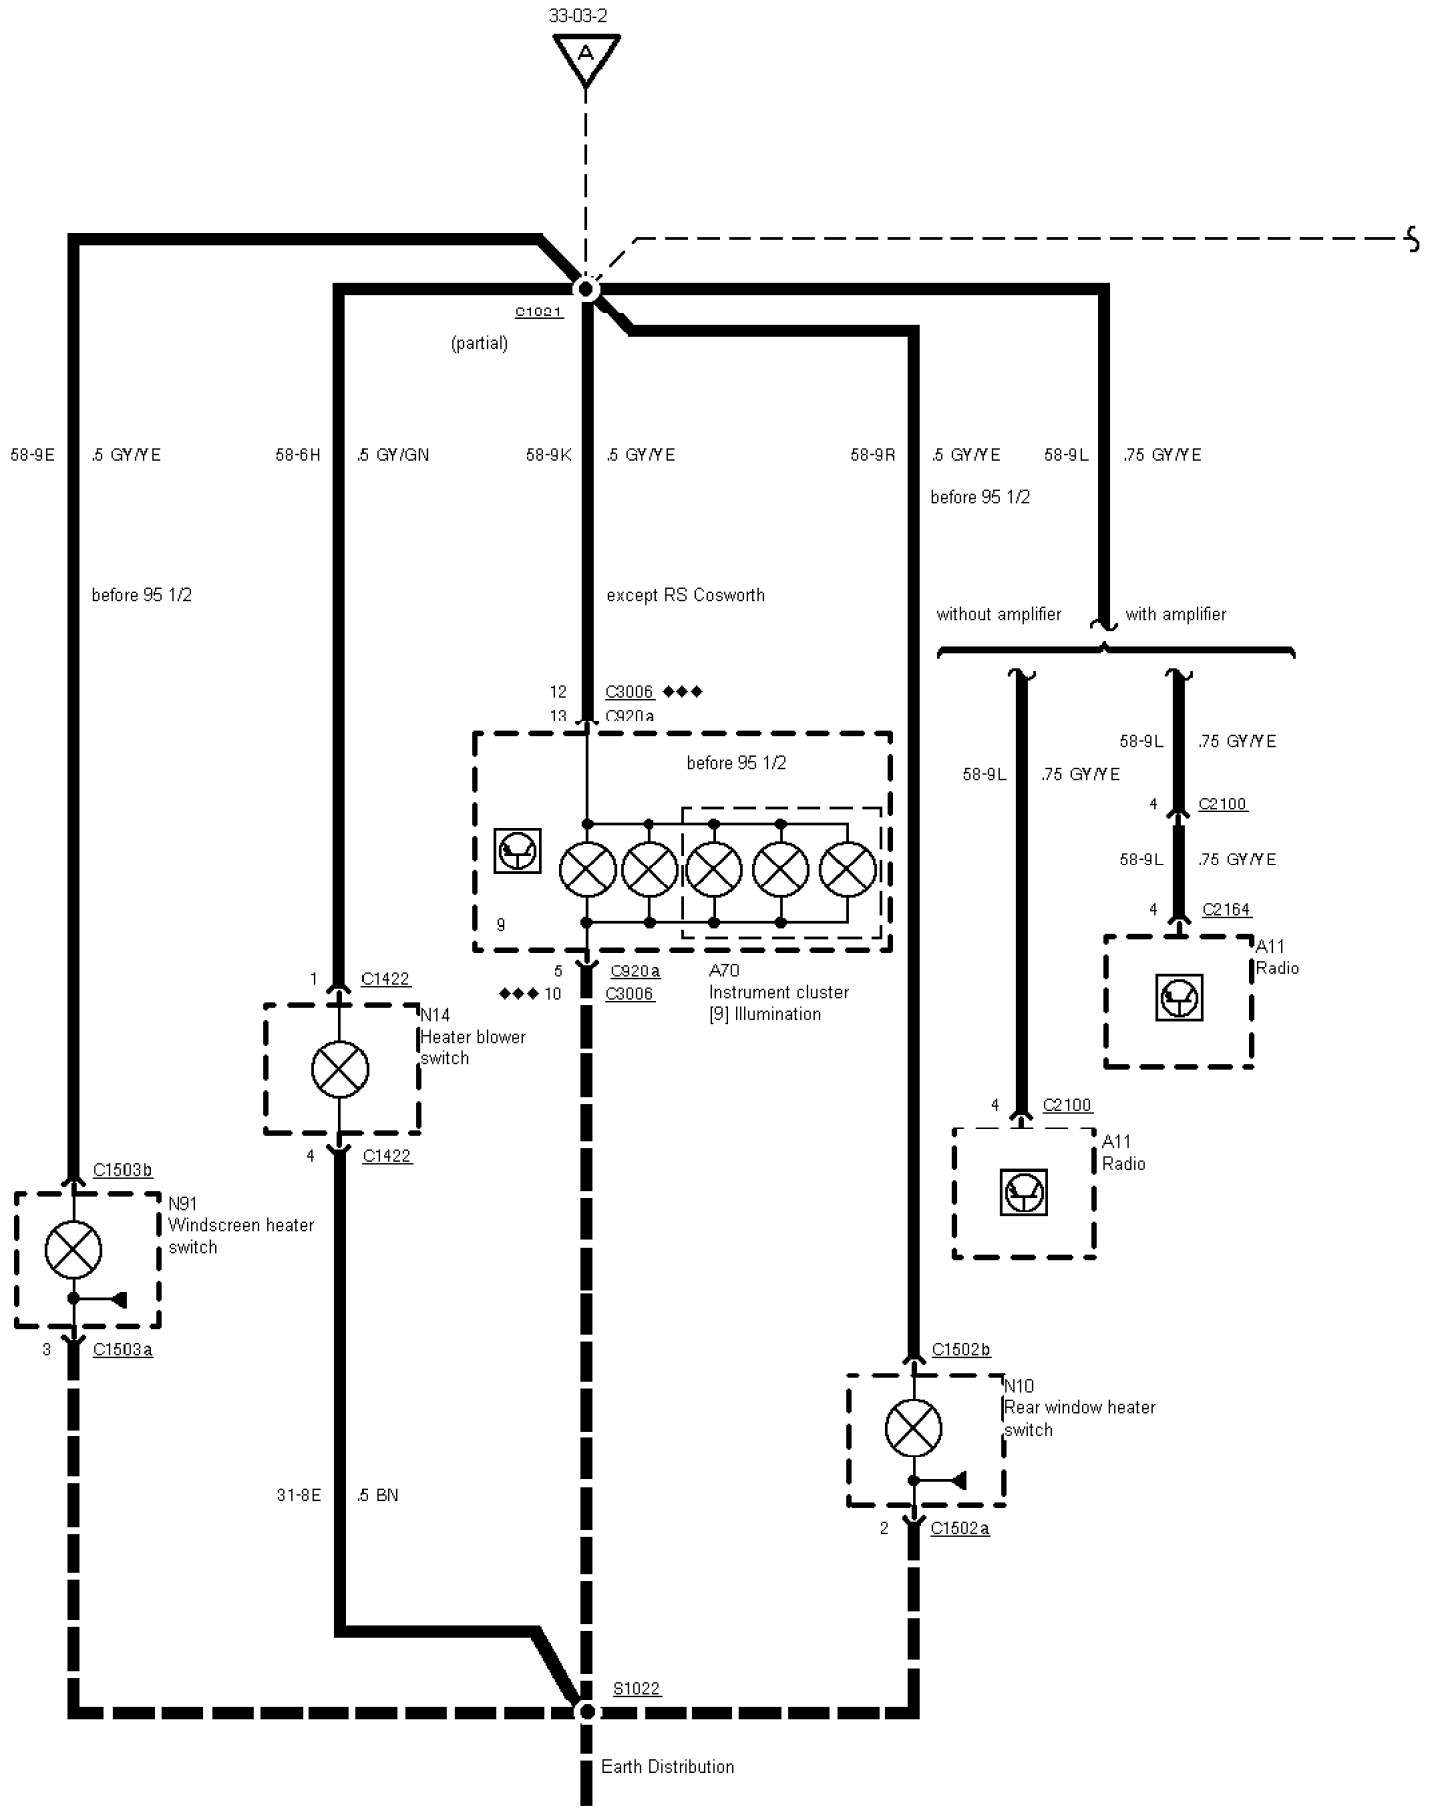 33-03-2
A
(partial)
58-9E .5 GY/YE
58-6H .5 GY/GN
58-9K .5 GY/YE
58-9R .5 GY/YE
58-9L .75 GY/YE
before 95 1/2
before 95 1/2
except RS Cosworth
without amplifier
with amplifier
12 C3006 ◆◆◆
13 C920a
before 95 1/2
58-9L .75 GY/YE
58-9L .75 GY/YE
4 C2100
58-9L .75 GY/YE
4 C2164
9
A11
Radio
5 C920a
◆◆◆ 10 C3006
A70
Instrument cluster
[9] Illumination
1 C1422
N14
Heater blower
switch
4 C1422
4 C2100
A11
Radio
C1503b
N91
Windscreen heater
switch
3 C1503a
C1502b
N10
Rear window heater
switch
2 C1502a
31-8E .5 BN
S1022
Earth Distribution